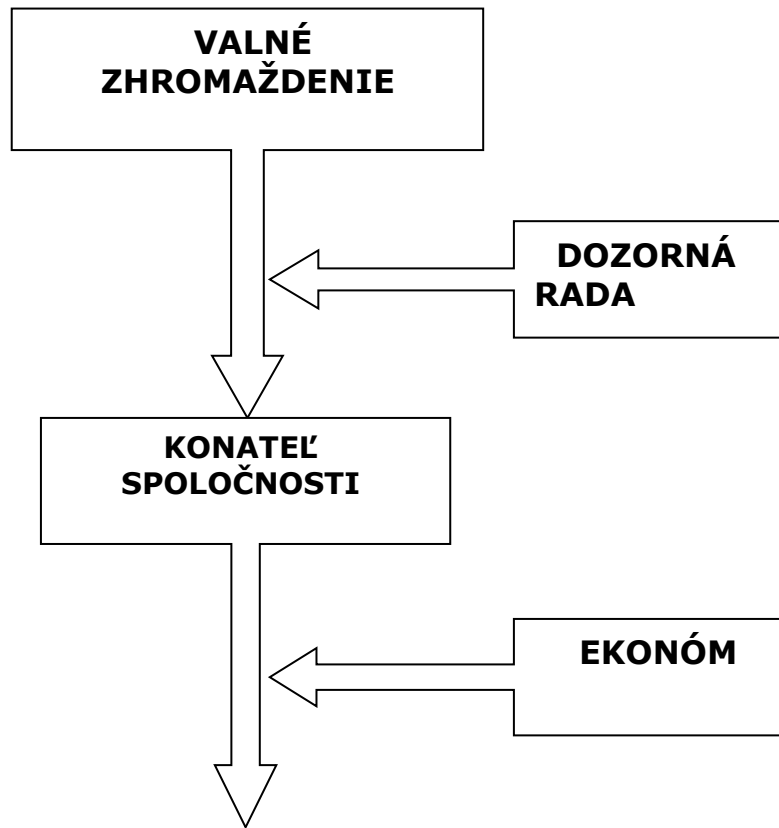 VALNÉ
ZHROMAŽDENIE
DOZORNÁ
RADA
KONATEĽ
SPOLOČNOSTI
EKONÓM